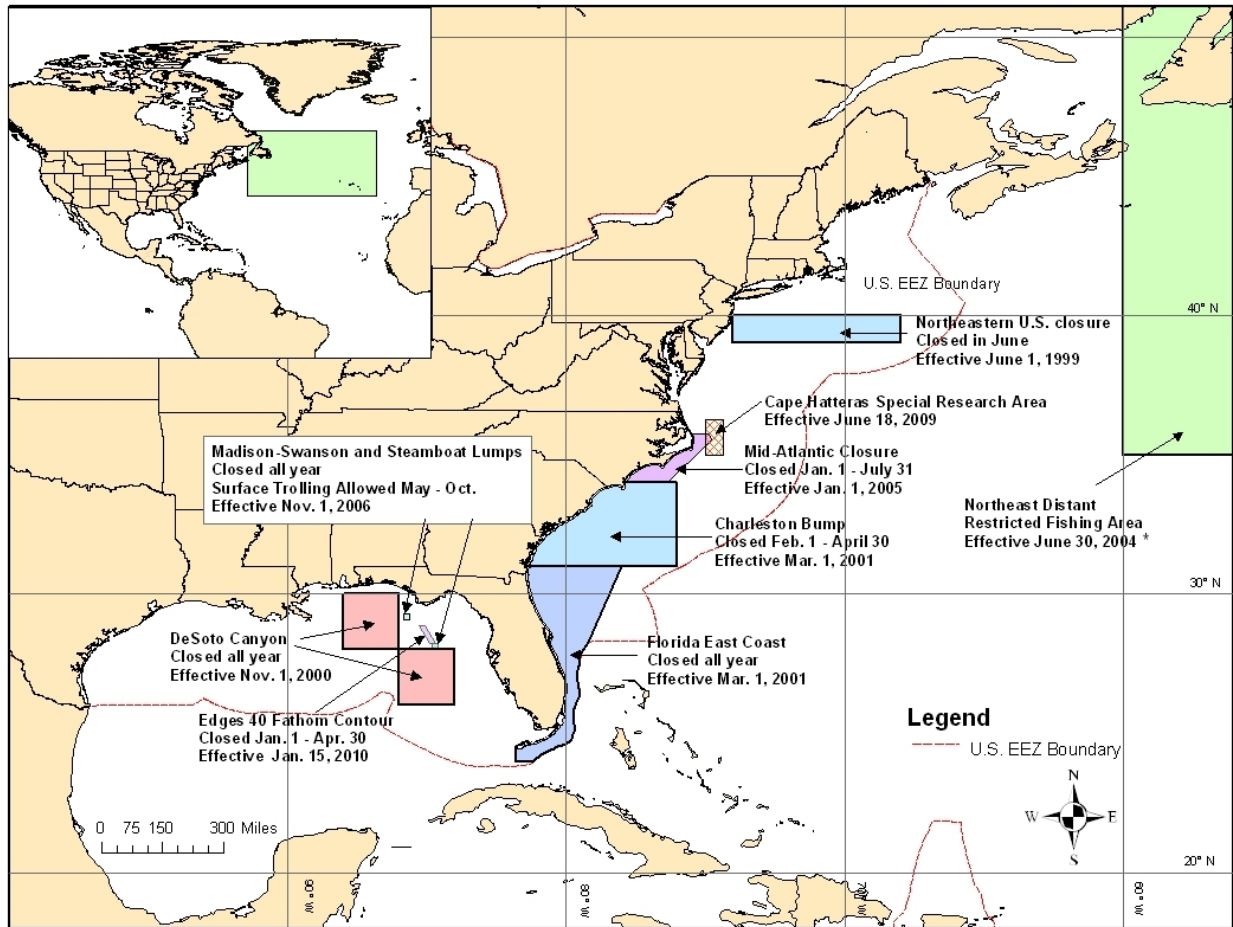 U.S. EEZ Boundary
40° N
Northeastern U.S. closure
Closed in June
Effective June 1, 1999
Cape Hatteras Special Research Area
Effective June 18, 2009
Madison-Swanson and Steamboat Lumps
Closed all year
Surface Trolling Allowed May - Oct.
Effective Nov. 1, 2006
Mid-Atlantic Closure
Closed Jan. 1 - July 31
Effective Jan. 1, 2005
Northeast Distant
Restricted Fishing Area
Effective June 30, 2004 *
Charleston Bump
Closed Feb. 1 - April 30
Effective Mar. 1, 2001
30° N
DeSoto Canyon
Closed all year
Effective Nov. 1, 2000
Florida East Coast
Closed all year
Effective Mar. 1, 2001
Edges 40 Fathom Contour
Closed Jan. 1 - Apr. 30
Effective Jan. 15, 2010
Legend
U.S. EEZ Boundary
N
W
E
S
0 75 150 300 Miles
20° N
90° W
80° W
70° W
60° W